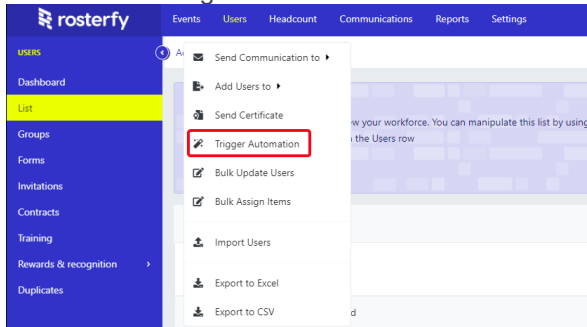 rosterfy
Events Users Headcount Communications Reports Settings
USERS
Dashboard
List
Groups
Forms
Invitations
Contracts
Training
Rewards & recognition
Duplicates
Send Communication to
Add Users to
Send Certificate
Trigger Automation
Bulk Update Users
Bulk Assign Items
Import Users
Export to Excel
Export to CSV
your workforce. You can manipulate this list by using
the Users row